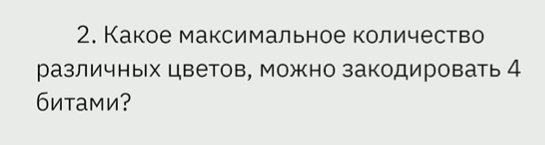 2. Какое максимальное количество
различных цветов, можно закодировать 4
битами?